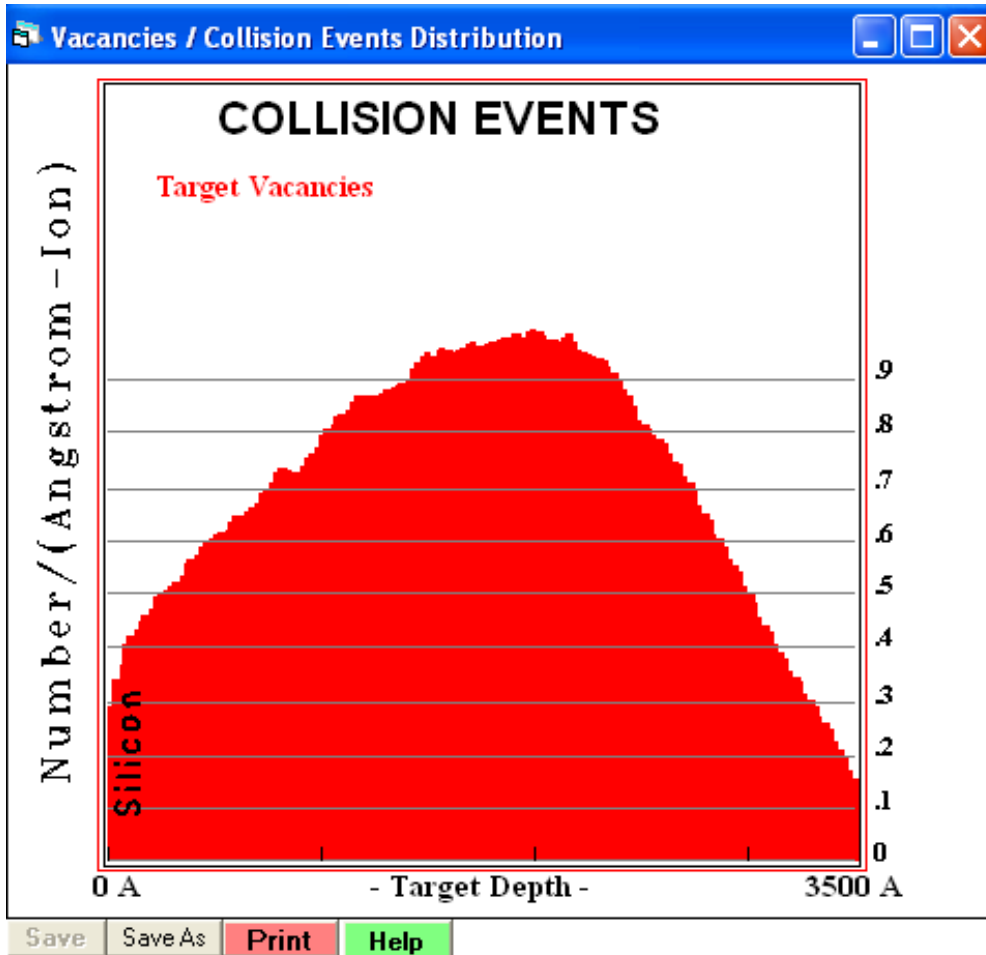 Vacancies / Collision Events Distribution
COLLISION EVENTS
Target Vacancies
Number/(Angstrom-Ion)
.9
.8
.7
.6
.5
.4
.3
.2
.1
0
Silicon
0 A
- Target Depth -
3500 A
Save
Save As
Print
Help